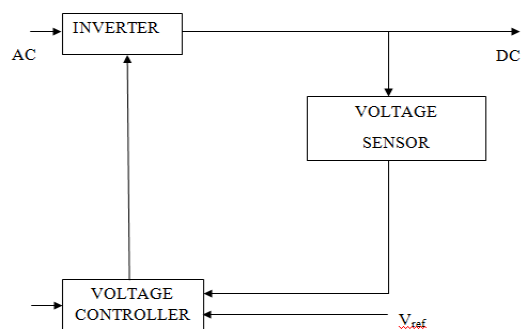 INVERTER
AC
DC
VOLTAGE
SENSOR
VOLTAGE
CONTROLLER
Vref